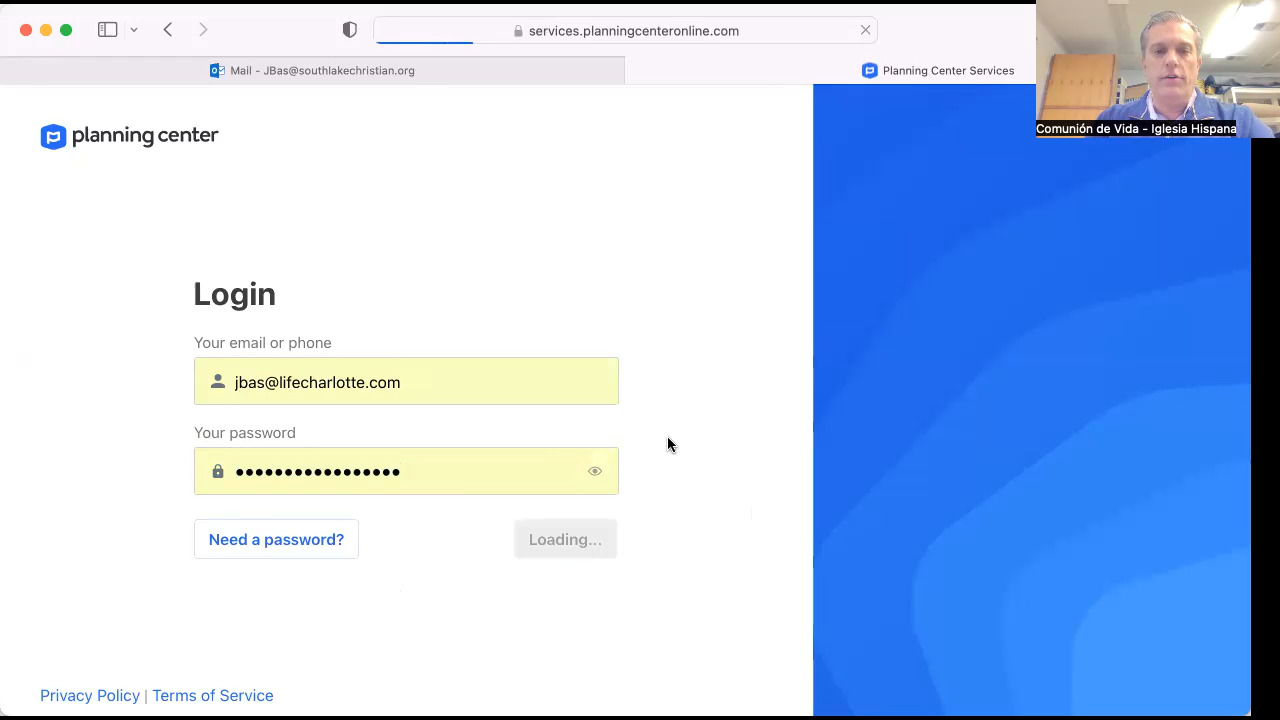 services.planningcenteronline.com
Mail - JBas@southlakechristian.org
Planning Center Services
Comunión de Vida - Iglesia Hispana
planning center
Login
Your email or phone
jbas@lifecharlotte.com
Your password
•••••••••••••••••
Need a password?
Loading...
Privacy Policy | Terms of Service